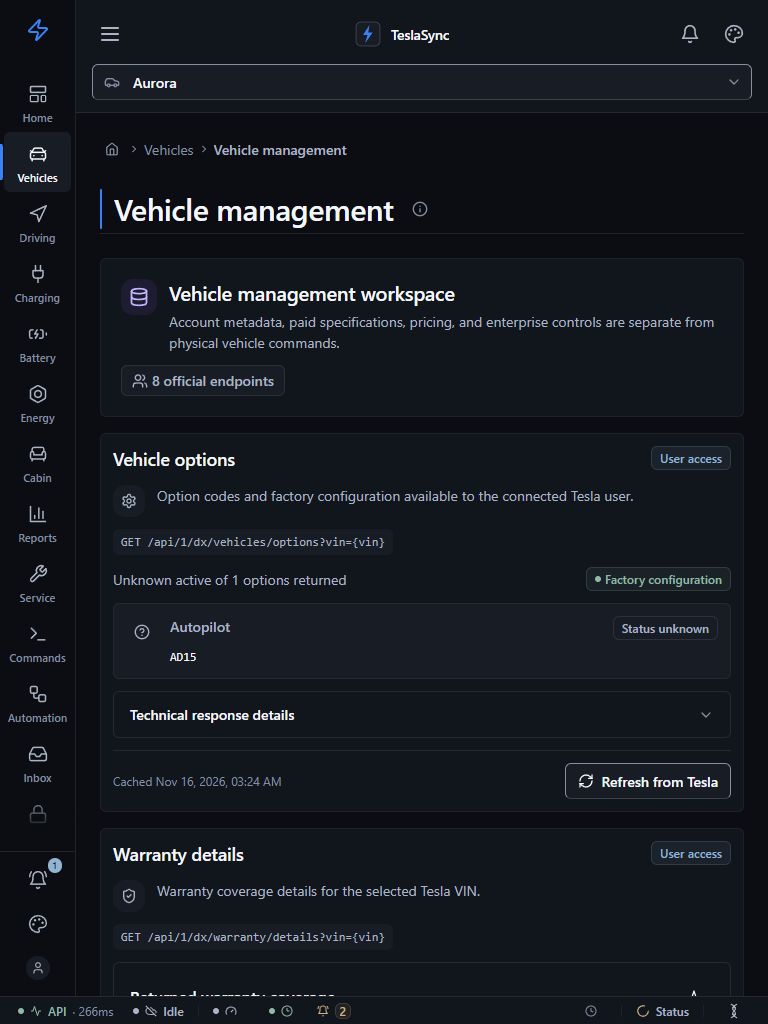 TeslaSync
Aurora
Home
Vehicles
Driving
Charging
Battery
Energy
Cabin
Reports
Service
Commands
Automation
Inbox
1
Vehicles
Vehicle management
Vehicle management
Vehicle management workspace
Account metadata, paid specifications, pricing, and enterprise controls are separate from
physical vehicle commands.
8 official endpoints
Vehicle options
User access
Option codes and factory configuration available to the connected Tesla user.
GET /api/1/dx/vehicles/options?vin={vin}
Unknown active of 1 options returned
Factory configuration
Autopilot
Status unknown
AD15
Technical response details
Cached Nov 16, 2026, 03:24 AM
Refresh from Tesla
Warranty details
User access
Warranty coverage details for the selected Tesla VIN.
GET /api/1/dx/warranty/details?vin={vin}
Returned warranty coverage
API · 266ms
Idle
2
Status